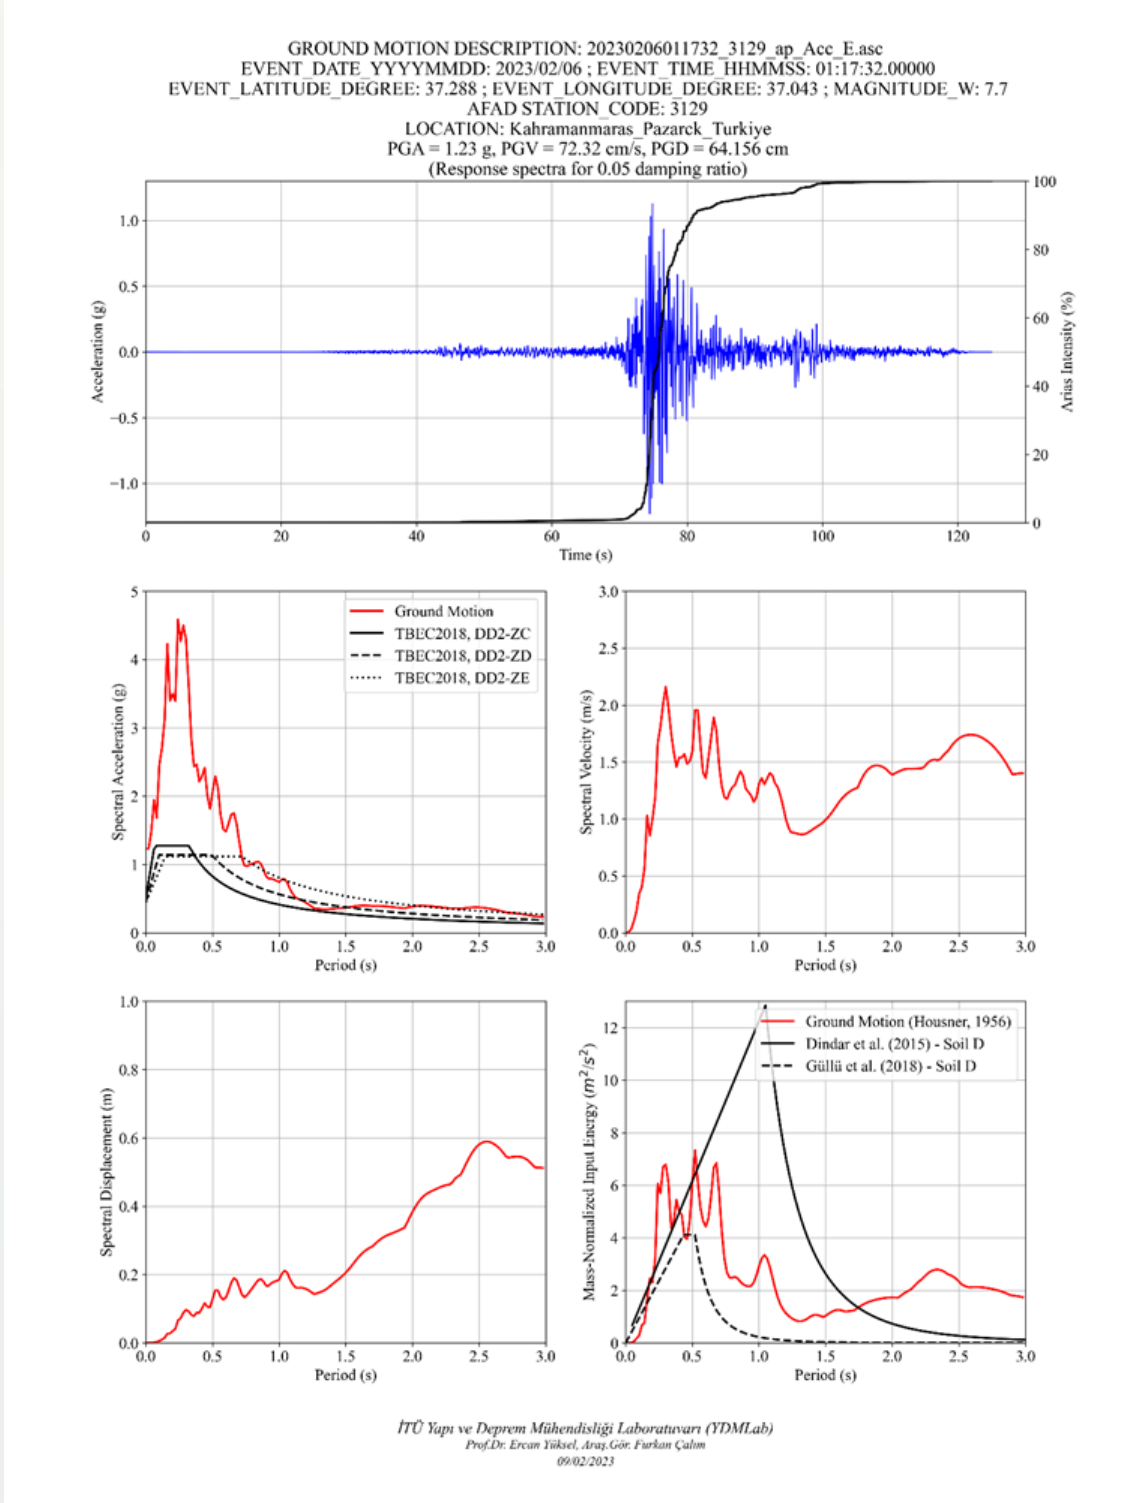 GROUND MOTION DESCRIPTION: 20230206011732_3129_ap_Acc_E.asc
EVENT_DATE_YYYYMMDD: 2023/02/06 ; EVENT_TIME_HHMMSS: 01:17:32.00000
EVENT_LATITUDE_DEGREE: 37.288 ; EVENT_LONGITUDE_DEGREE: 37.043 ; MAGNITUDE_W: 7.7
AFAD STATION_CODE: 3129
LOCATION: Kahramanmaras_Pazarck_Turkiye
PGA = 1.23 g, PGV = 72.32 cm/s, PGD = 64.156 cm
(Response spectra for 0.05 damping ratio)
Acceleration (g)
1.0
0.5
0.0
−0.5
−1.0
100
80
60
40
20
0
Arias Intensity (%)
0 20 40 60 80 100 120
Time (s)
Spectral Acceleration (g)
5
4
3
2
1
0
Ground Motion
TBEC2018, DD2-ZC
TBEC2018, DD2-ZD
TBEC2018, DD2-ZE
0.0 0.5 1.0 1.5 2.0 2.5 3.0
Period (s)
Spectral Velocity (m/s)
3.0
2.5
2.0
1.5
1.0
0.5
0.0
0.0 0.5 1.0 1.5 2.0 2.5 3.0
Period (s)
Spectral Displacement (m)
1.0
0.8
0.6
0.4
0.2
0.0
0.0 0.5 1.0 1.5 2.0 2.5 3.0
Period (s)
Mass-Normalized Input Energy (m²/s²)
12
10
8
6
4
2
0
Ground Motion (Housner, 1956)
Dindar et al. (2015) - Soil D
Güllü et al. (2018) - Soil D
0.0 0.5 1.0 1.5 2.0 2.5 3.0
Period (s)
İTÜ Yapı ve Deprem Mühendisliği Laboratuvarı (YDMLab)
Prof.Dr. Ercan Yüksel, Araş.Gör. Furkan Çalım
09/02/2023